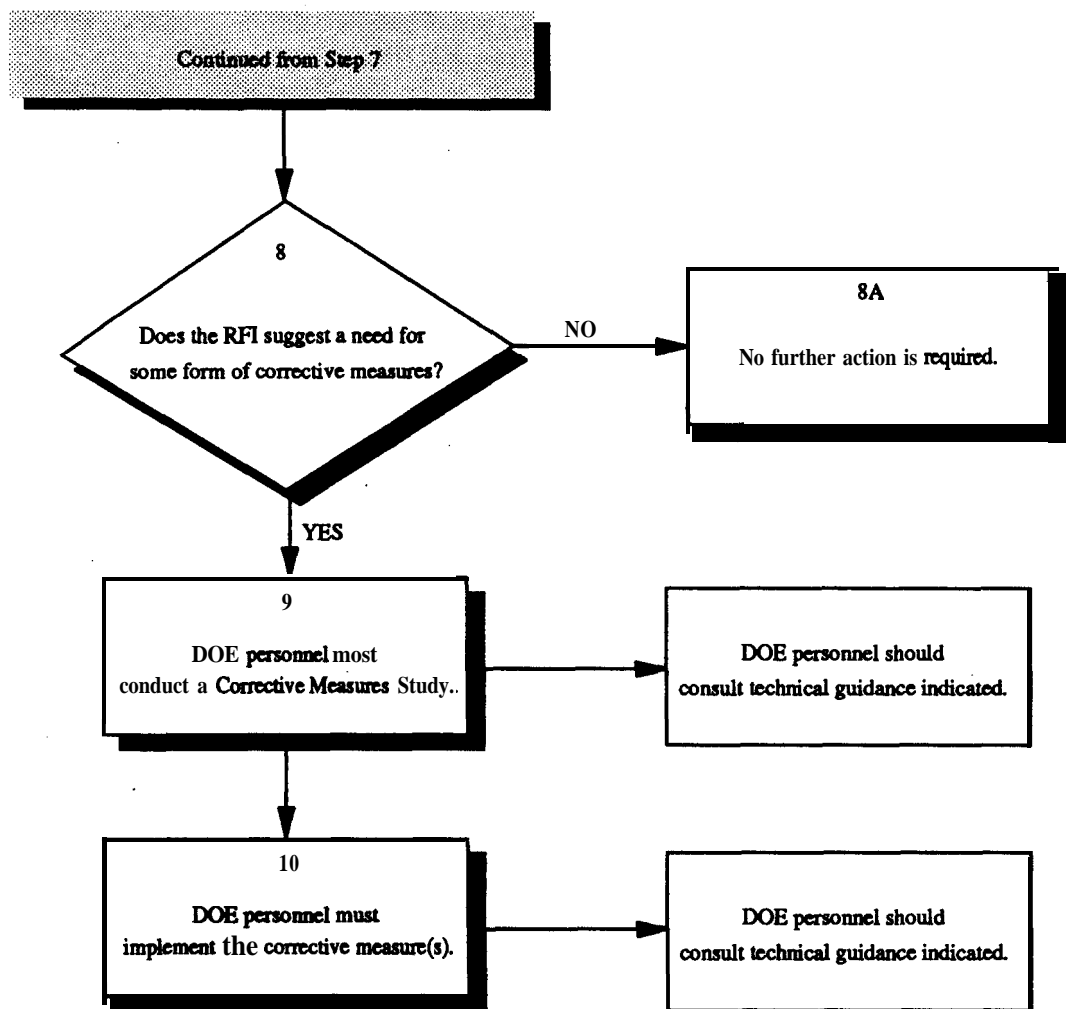 Continued from Step 7
8
Does the RFI suggest a need for
some form of corrective measures?
NO
8A
No further action is required.
YES
9
DOE personnel most
conduct a Corrective Measures Study..
DOE personnel should
consult technical guidance indicated.
10
DOE personnel must
implement the corrective measure(s).
DOE personnel should
consult technical guidance indicated.